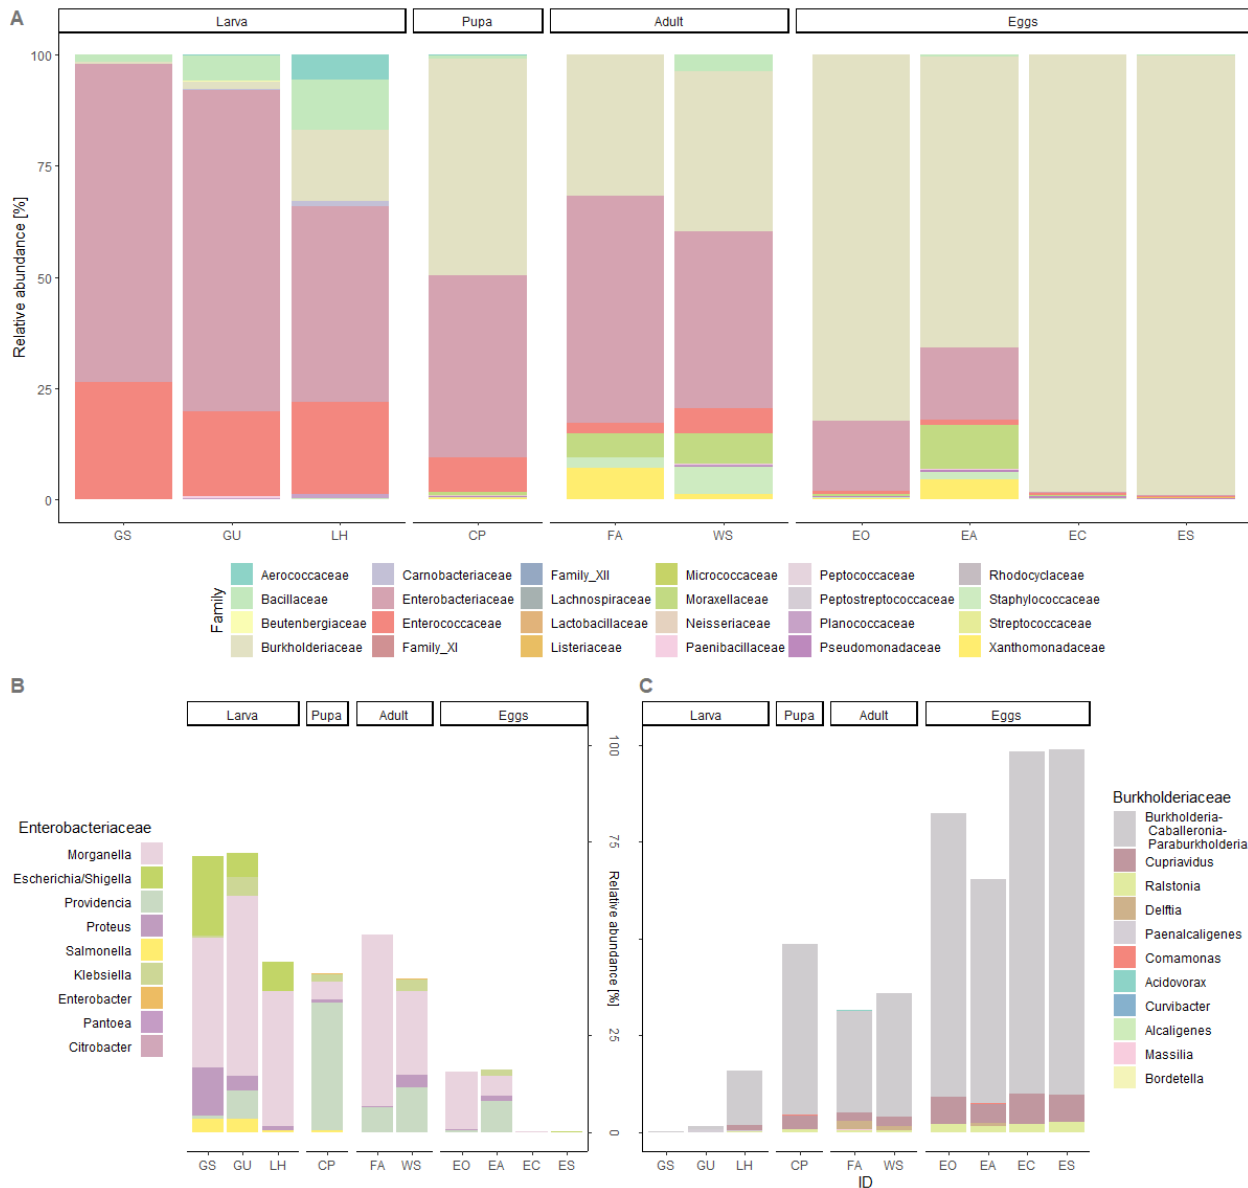 A
Larva
Pupa
Adult
Eggs
Relative abundance [%]
100
75
50
25
0
GS
GU
LH
CP
FA
WS
EO
EA
EC
ES
Family
Aerococcaceae
Bacillaceae
Beutenbergiaceae
Burkholderiaceae
Carnobacteriaceae
Enterobacteriaceae
Enterococcaceae
Family_XI
Family_XII
Lachnospiraceae
Lactobacillaceae
Listeriaceae
Micrococcaceae
Moraxellaceae
Neisseriaceae
Paenibacillaceae
Peptococcaceae
Peptostreptococcaceae
Planococcaceae
Pseudomonadaceae
Rhodocyclaceae
Staphylococcaceae
Streptococcaceae
Xanthomonadaceae
B
Larva
Pupa
Adult
Eggs
Enterobacteriaceae
Morganella
Escherichia/Shigella
Providencia
Proteus
Salmonella
Klebsiella
Enterobacter
Pantoea
Citrobacter
GS
GU
LH
CP
FA
WS
EO
EA
EC
ES
100
75
Relative abundance [%]
25
0
C
Larva
Pupa
Adult
Eggs
GS
GU
LH
CP
FA
WS
EO
EA
EC
ES
ID
Burkholderiaceae
Burkholderia-
Caballeronia-
Paraburkholderia
Cupriavidus
Ralstonia
Delftia
Paenalcaligenes
Comamonas
Acidovorax
Curvibacter
Alcaligenes
Massilia
Bordetella